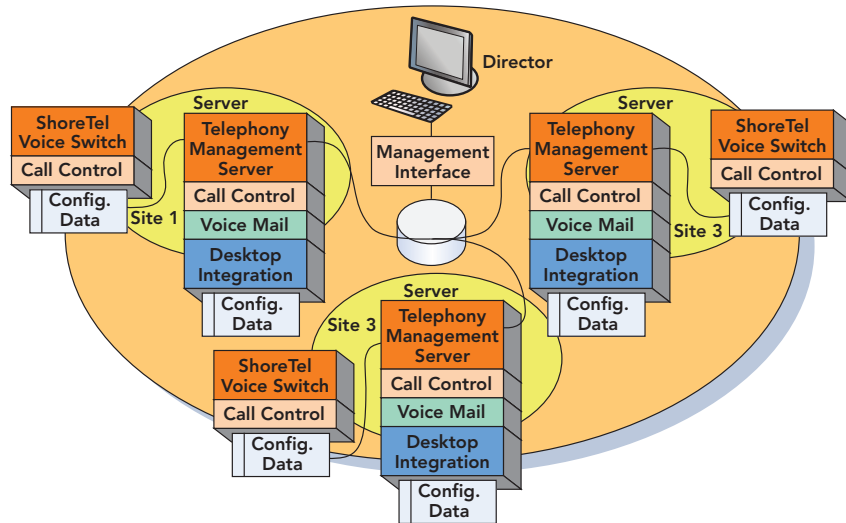 Director
Server
ShoreTel
Voice Switch
Call Control
Config.
Data
Site 1
Telephony
Management
Server
Call Control
Voice Mail
Desktop
Integration
Config.
Data
Management
Interface
Server
Telephony
Management
Server
Call Control
Voice Mail
Desktop
Integration
Config.
Data
ShoreTel
Voice Switch
Call Control
Config.
Data
Site 3
Server
Site 3
Telephony
Management
Server
Call Control
Voice Mail
Desktop
Integration
Config.
Data
ShoreTel
Voice Switch
Call Control
Config.
Data